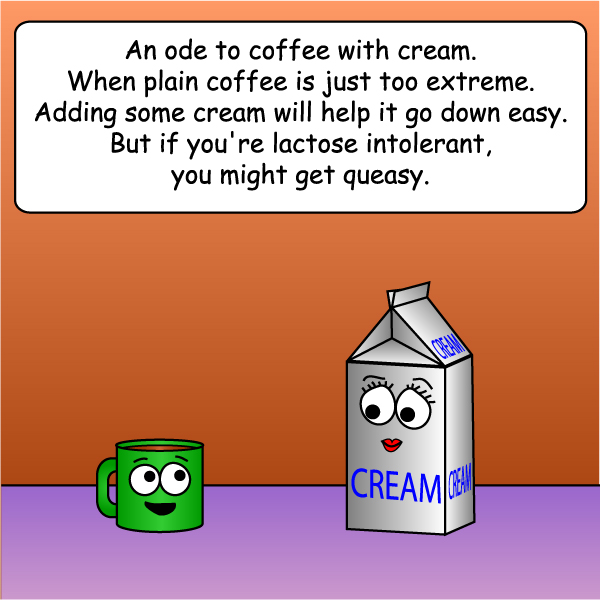 An ode to coffee with cream.
When plain coffee is just too extreme.
Adding some cream will help it go down easy.
But if you're lactose intolerant,
you might get queasy.
CREAM
CREAM
CREAM